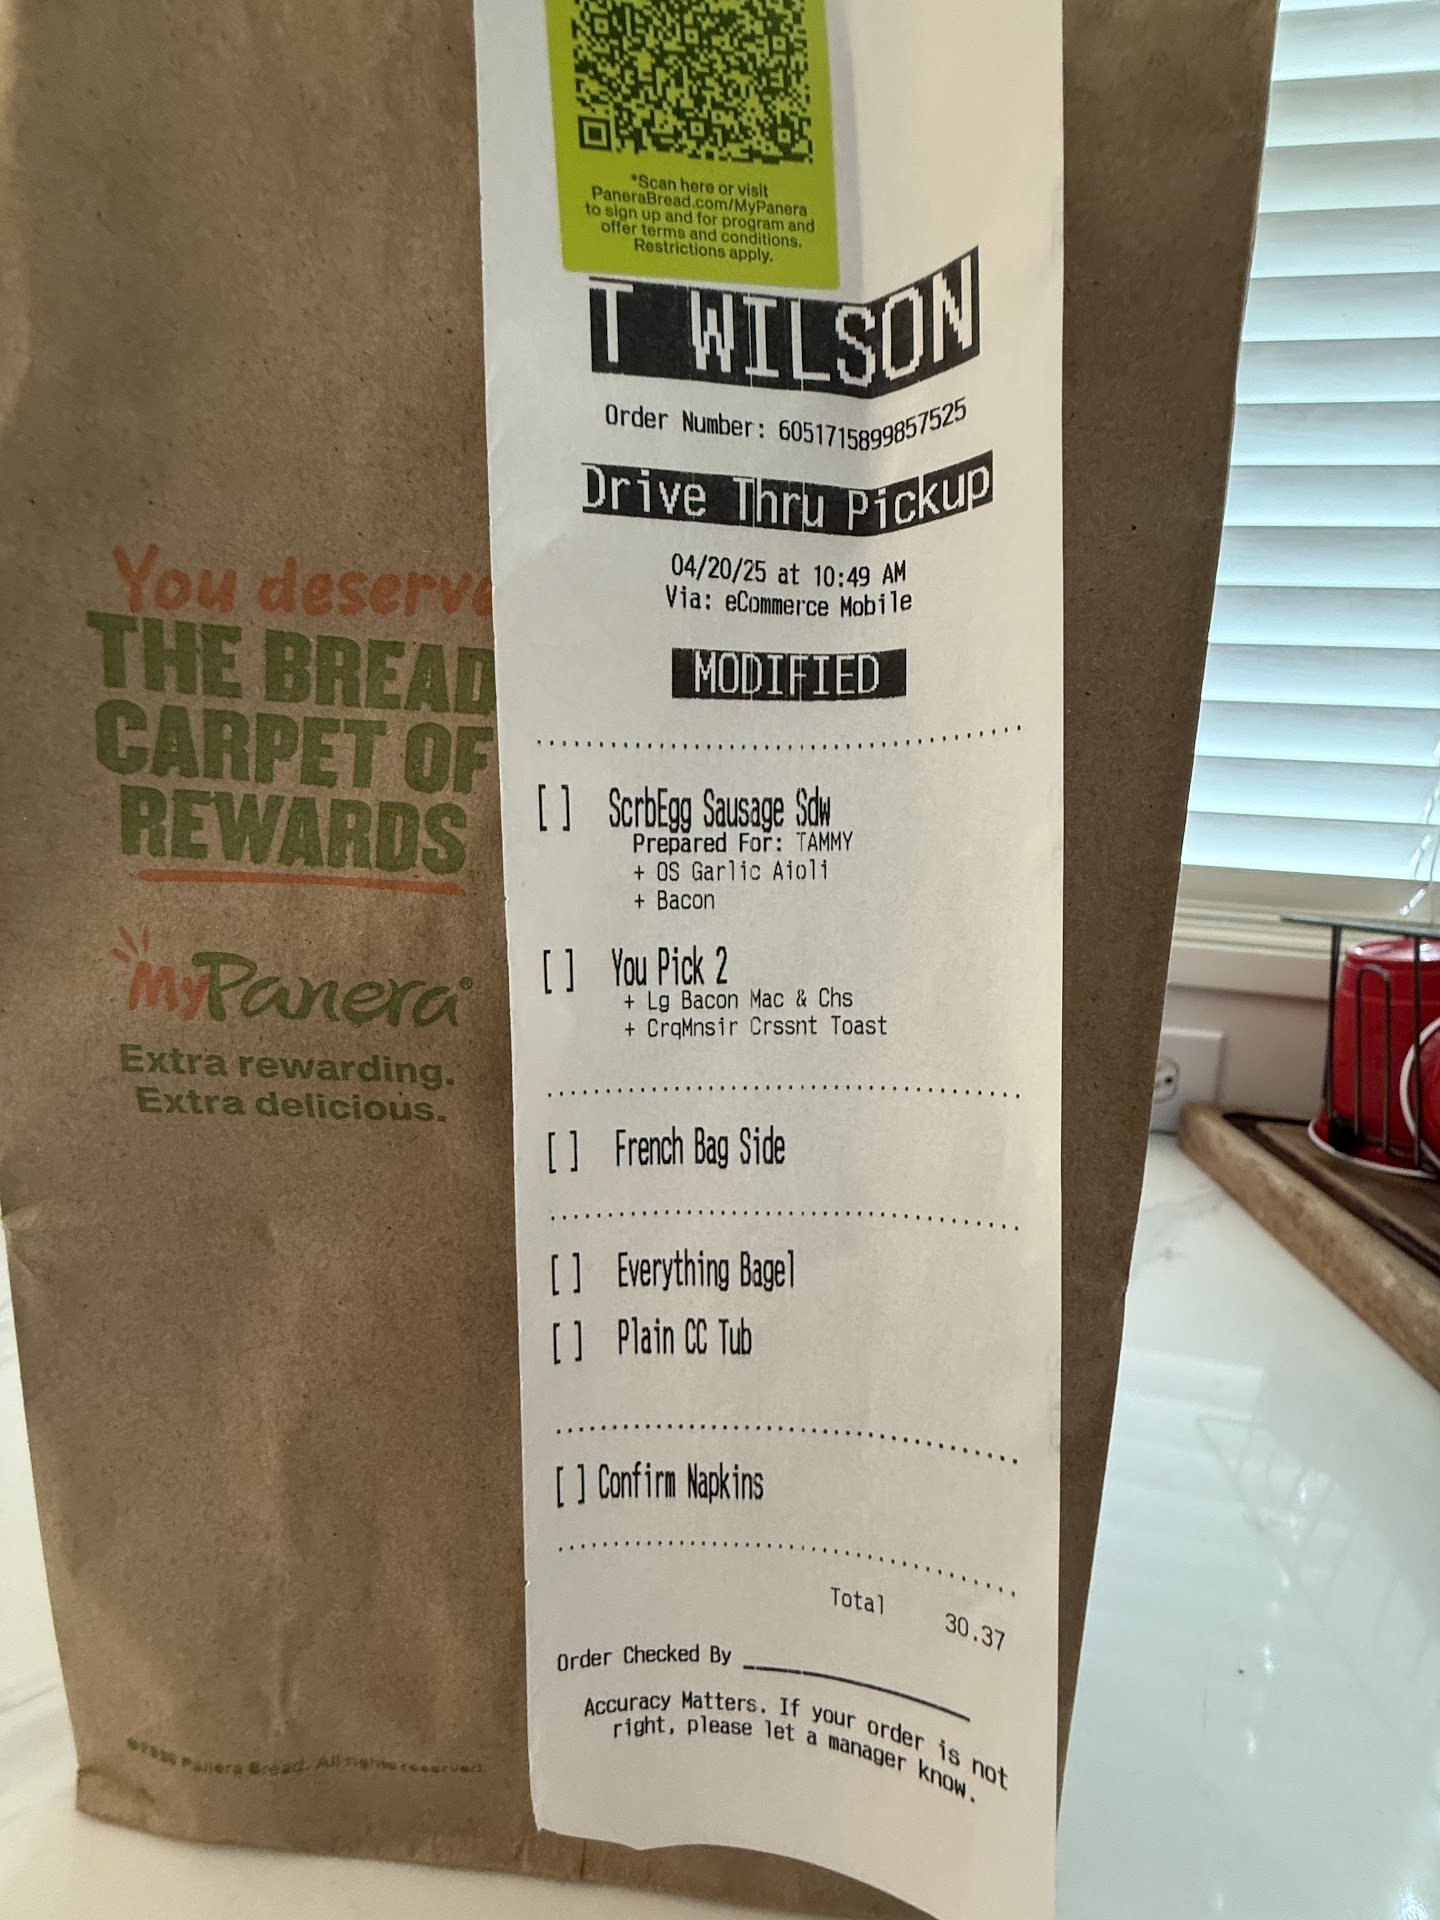 *Scan here or visit
PaneraBread.com/MyPanera
to sign up and for program and
offer terms and conditions.
Restrictions apply.
T WILSON
Order Number: 6051715899857525
Drive Thru Pickup
04/20/25 at 10:49 AM
Via: eCommerce Mobile
MODIFIED
[ ] ScrbEgg Sausage Sdw
Prepared For: TAMMY
+ OS Garlic Aioli
+ Bacon
[ ] You Pick 2
+ Lg Bacon Mac & Chs
+ CrqMnsir Crssnt Toast
[ ] French Bag Side
[ ] Everything Bagel
[ ] Plain CC Tub
[ ] Confirm Napkins
Total 30.37
Order Checked By
Accuracy Matters. If your order is not
right, please let a manager know.
You deserve
THE BREAD
CARPET OF
REWARDS
MyPanera®
Extra rewarding.
Extra delicious.
Panera Bread. All rights reserved.